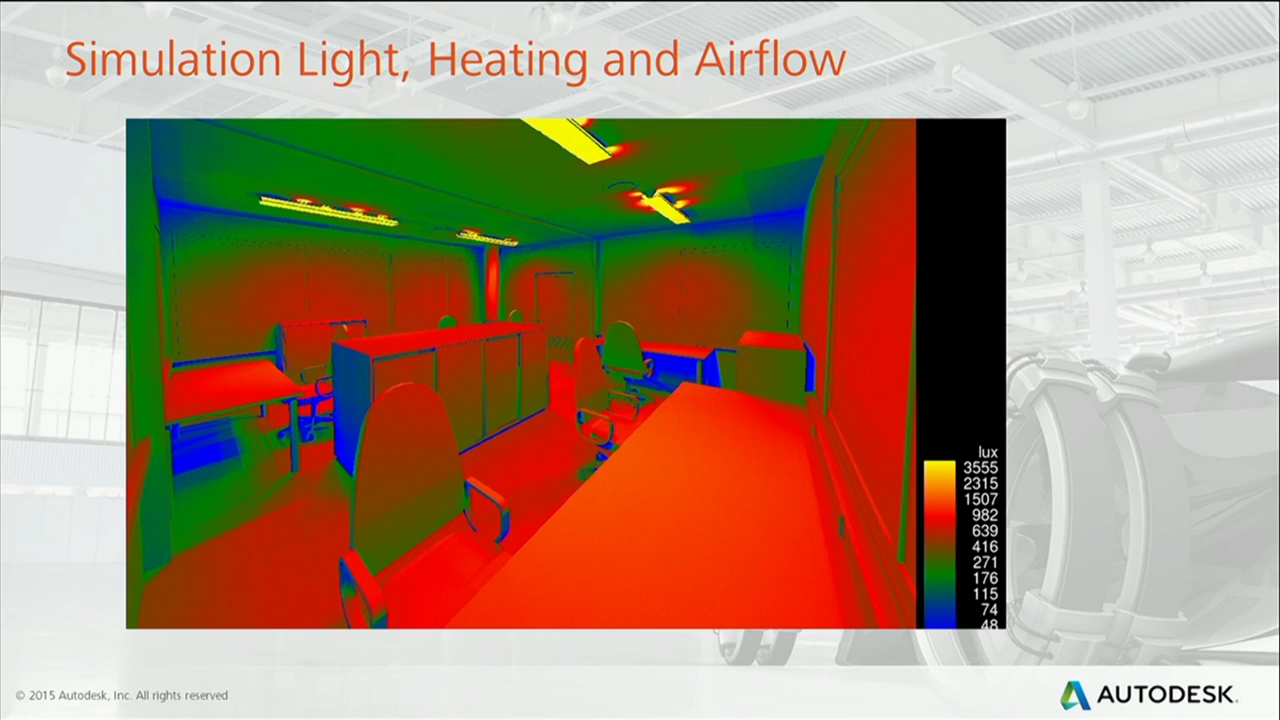 Simulation Light, Heating and Airflow
lux
3555
2315
1507
982
639
416
271
176
115
74
48
© 2015 Autodesk, Inc. All rights reserved
AUTODESK.